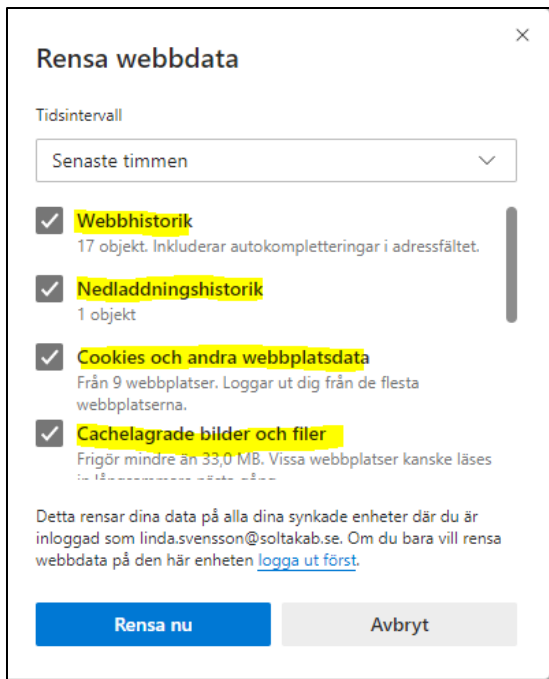 Rensa webbdata
Tidsintervall
Senaste timmen
Webbhistorik
17 objekt. Inkluderar autokompletteringar i adressfältet.
Nedladdningshistorik
1 objekt
Cookies och andra webbplatsdata
Från 9 webbplatser. Loggar ut dig från de flesta
webbplatserna.
Cachelagrade bilder och filer
Frigör mindre än 33,0 MB. Vissa webbplatser kanske läses
Detta rensar dina data på alla dina synkade enheter där du är
inloggad som linda.svensson@soltakab.se. Om du bara vill rensa
webbdata på den här enheten logga ut först.
Rensa nu
Avbryt